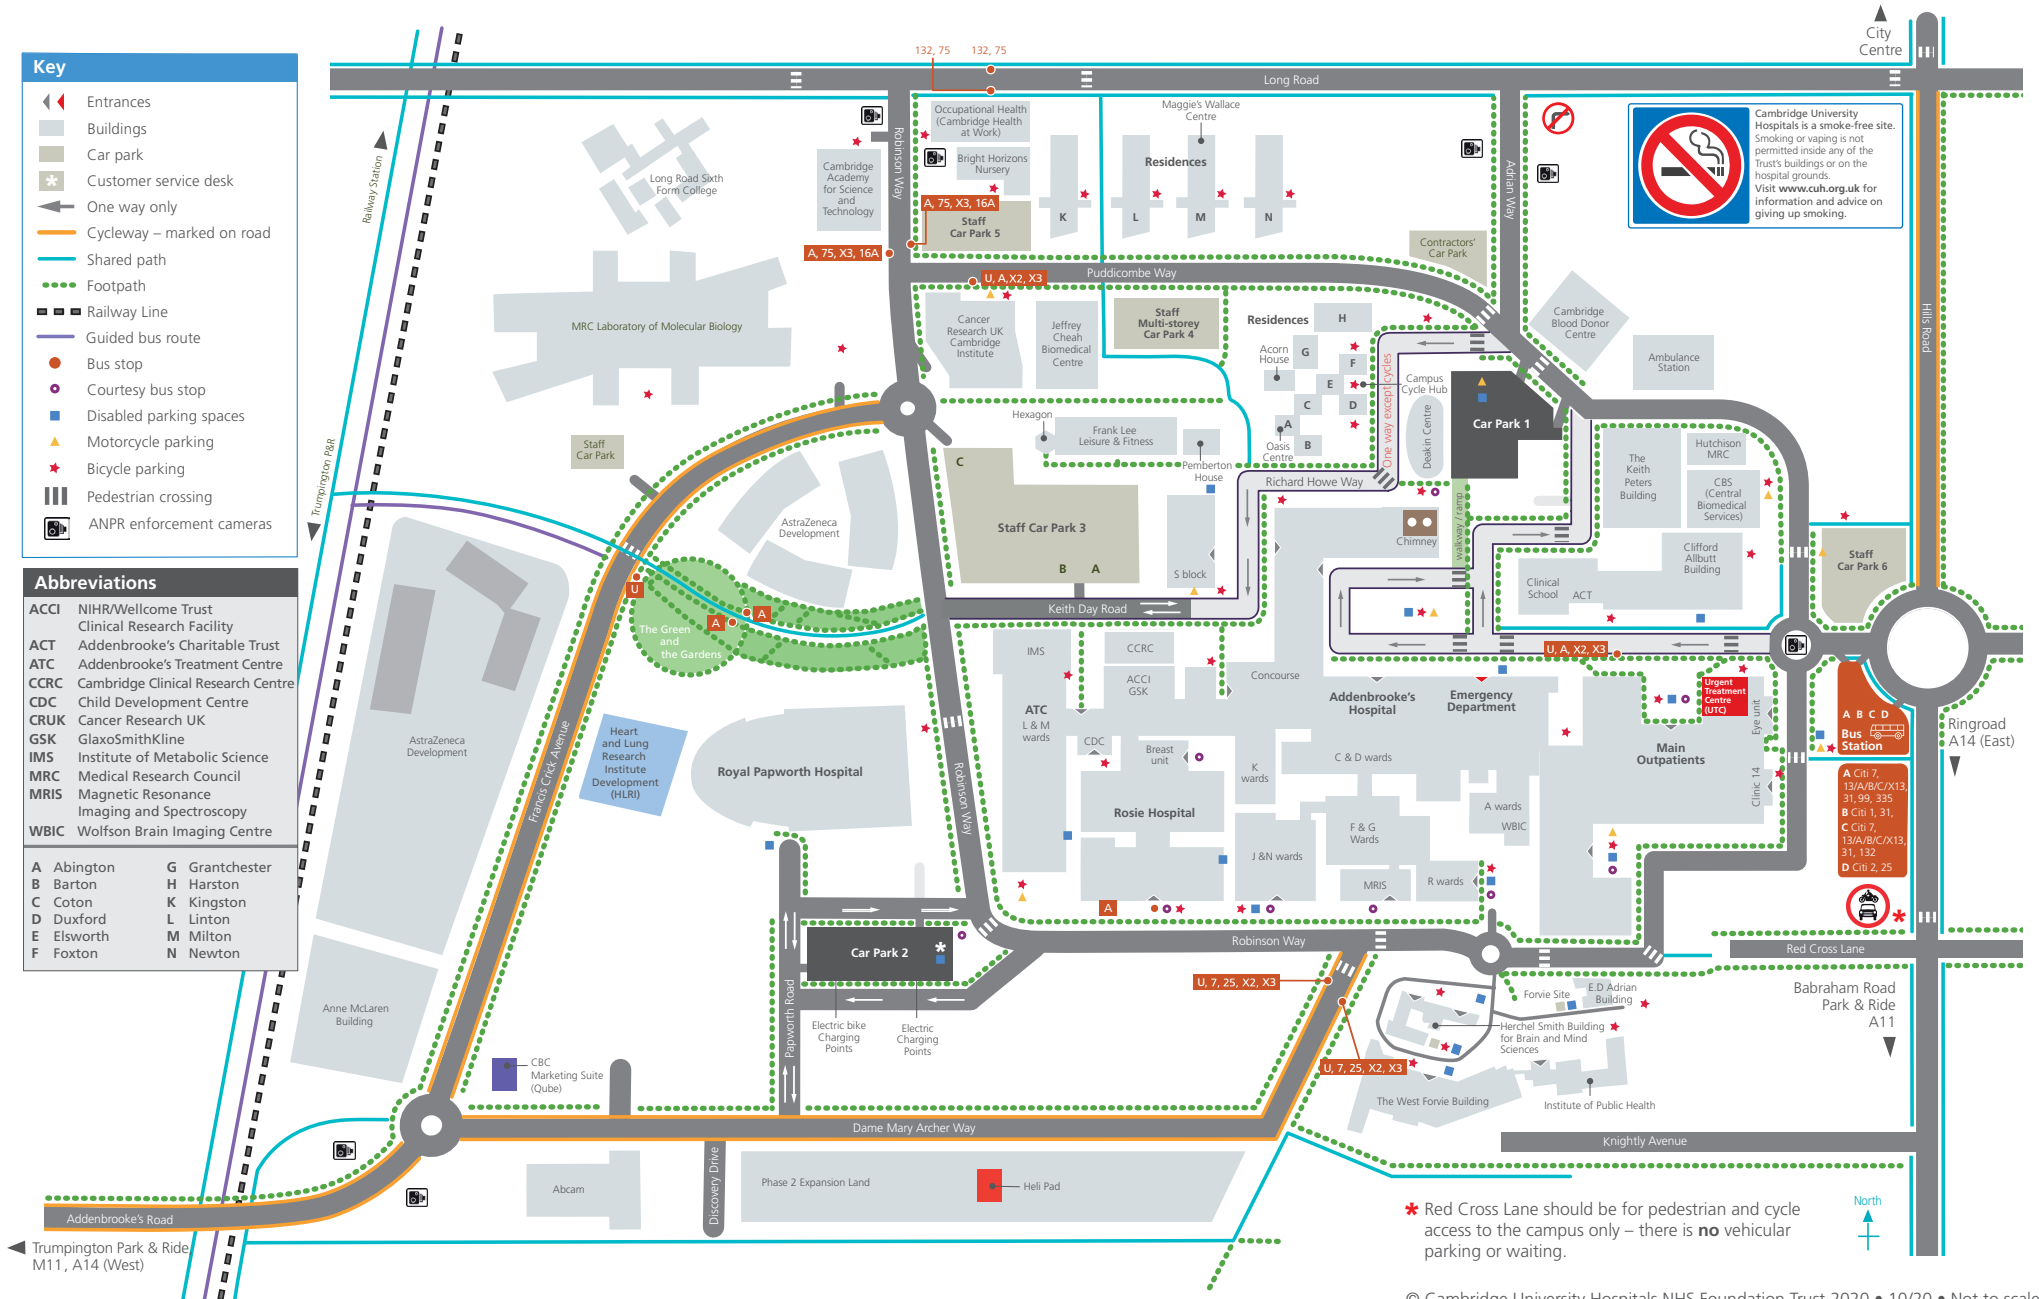 Key
Entrances
Buildings
Car park
Customer service desk
One way only
Cycleway – marked on road
Shared path
Footpath
Railway Line
Guided bus route
Bus stop
Courtesy bus stop
Disabled parking spaces
Motorcycle parking
Bicycle parking
Pedestrian crossing
ANPR enforcement cameras
Abbreviations
ACCI NIHR/Wellcome Trust
Clinical Research Facility
ACT Addenbrooke's Charitable Trust
ATC Addenbrooke's Treatment Centre
CCRC Cambridge Clinical Research Centre
CDC Child Development Centre
CRUK Cancer Research UK
GSK GlaxoSmithKline
IMS Institute of Metabolic Science
MRC Medical Research Council
MRIS Magnetic Resonance
Imaging and Spectroscopy
WBIC Wolfson Brain Imaging Centre
A Abington
B Barton
C Coton
D Duxford
E Elsworth
F Foxton
G Grantchester
H Harston
K Kingston
L Linton
M Milton
N Newton
Railway Station
Trumpington P&R
132, 75
132, 75
Long Road
City
Centre
Occupational Health
(Cambridge Health
at Work)
Bright Horizons
Nursery
Cambridge
Academy
for Science
and
Technology
Robinson Way
Long Road Sixth
Form College
A, 75, X3, 16A
Staff
Car Park 5
A, 75, X3, 16A
Maggie's Wallace
Centre
Residences
K
L
M
N
Adrian Way
Contractors'
Car Park
Cambridge University
Hospitals is a smoke-free site.
Smoking or vaping is not
permitted inside any of the
Trust's buildings or on the
hospital grounds.
Visit www.cuh.org.uk for
information and advice on
giving up smoking.
Hills Road
Puddicombe Way
U, A,X2, X3
MRC Laboratory of Molecular Biology
Cancer
Research UK
Cambridge
Institute
Jeffrey
Cheah
Biomedical
Centre
Staff
Multi-storey
Car Park 4
Residences
H
G
F
E
D
C
A
B
Acorn
House
Oasis
Centre
Campus
Cycle Hub
One way except cycles
Deakin Centre
Car Park 1
Cambridge
Blood Donor
Centre
Ambulance
Station
Hexagon
Frank Lee
Leisure & Fitness
Pemberton
House
Richard Howe Way
Staff
Car Park
AstraZeneca
Development
C
Staff Car Park 3
B
A
S block
Chimney
walkway / ramp
The
Keith
Peters
Building
Hutchison
MRC
CBS
(Central
Biomedical
Services)
Clifford
Allbutt
Building
Clinical
School
ACT
Staff
Car Park 6
Keith Day Road
U
A
A
The Green
and
the Gardens
U, A, X2, X3
IMS
CCRC
ACCI
GSK
Concourse
Addenbrooke's
Hospital
Emergency
Department
Urgent
Treatment
Centre
(UTC)
Eye unit
Main
Outpatients
Clinic 14
A B C D
Bus
Station
A Citi 7,
13/A/B/C/X13,
31, 99, 335
B Citi 1, 31,
C Citi 7,
13/A/B/C/X13,
31, 132
D Citi 2, 25
Ringroad
A14 (East)
ATC
L & M
wards
CDC
Breast
unit
K
wards
C & D wards
A wards
WBIC
F & G
Wards
J &N wards
MRIS
R wards
Rosie Hospital
Royal Papworth Hospital
Heart
and Lung
Research
Institute
Development
(HLRI)
AstraZeneca
Development
Francis Crick Avenue
Robinson Way
A
Robinson Way
Red Cross Lane
*
Car Park 2
Papworth Road
Electric bike
Charging
Points
Electric
Charging
Points
U, 7, 25, X2, X3
U, 7, 25, X2, X3
Forvie Site
E.D Adrian
Building
Herchel Smith Building
for Brain and Mind
Sciences
The West Forvie Building
Institute of Public Health
Babraham Road
Park & Ride
A11
Anne McLaren
Building
CBC
Marketing Suite
(Qube)
Dame Mary Archer Way
Knightly Avenue
Abcam
Discovery Drive
Phase 2 Expansion Land
Heli Pad
Addenbrooke's Road
Trumpington Park & Ride,
M11, A14 (West)
* Red Cross Lane should be for pedestrian and cycle
access to the campus only – there is no vehicular
parking or waiting.
North
© Cambridge University Hospitals NHS Foundation Trust 2020 • 10/20 • Not to scale